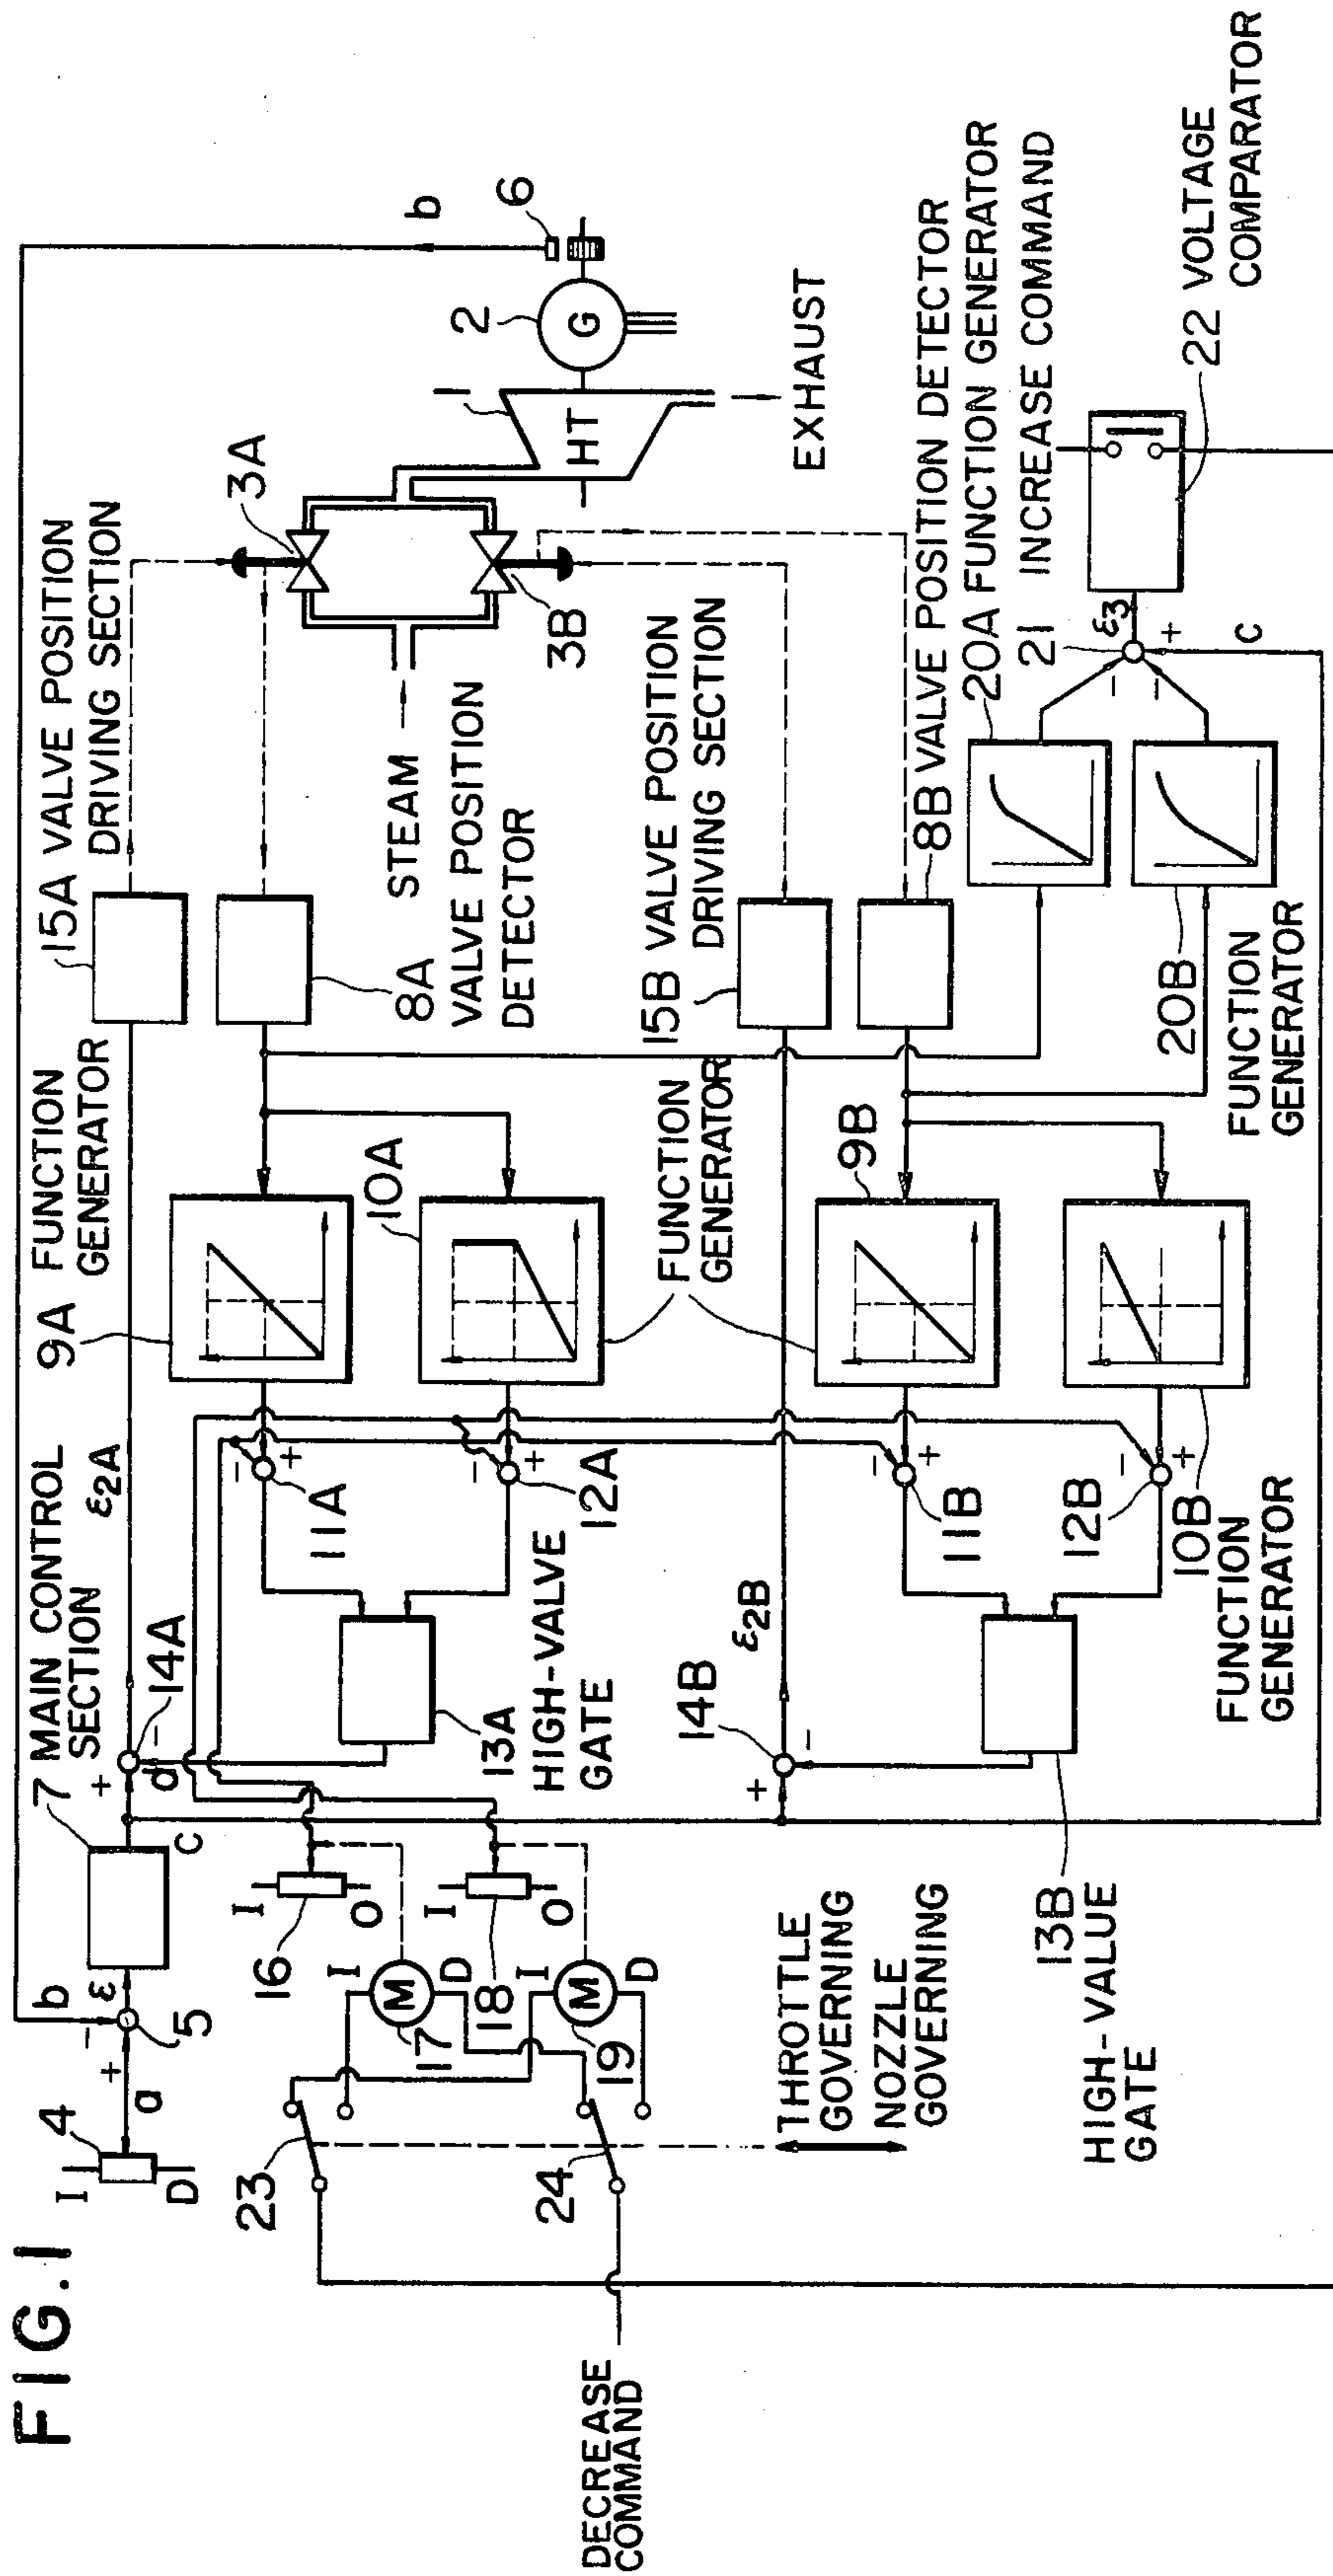 FIG.1
I
4
D
a
+
-
b
ε
5
7 MAIN CONTROL
SECTION
c
+
-
d
14A
ε2A
9A FUNCTION
GENERATOR
15A VALVE POSITION
DRIVING SECTION
3A
b
6
2
G
1
HT
EXHAUST
STEAM
3B
8A
VALVE POSITION
DETECTOR
10A
-
+
11A
-
+
12A
13A
HIGH-VALVE
GATE
I
16
O
I
18
O
I
M
D
17
I
M
D
19
23
24
DECREASE
COMMAND
THROTTLE
GOVERNING
NOZZLE
GOVERNING
14B
+
-
ε2B
FUNCTION
GENERATOR
15B VALVE POSITION
DRIVING SECTION
8B VALVE POSITION DETECTOR
9B
-
+
11B
-
+
12B
10B
FUNCTION
GENERATOR
13B
HIGH-VALUE
GATE
20A FUNCTION GENERATOR
20B
FUNCTION
GENERATOR
21
INCREASE COMMAND
-
-
+
ε3
c
22 VOLTAGE
COMPARATOR